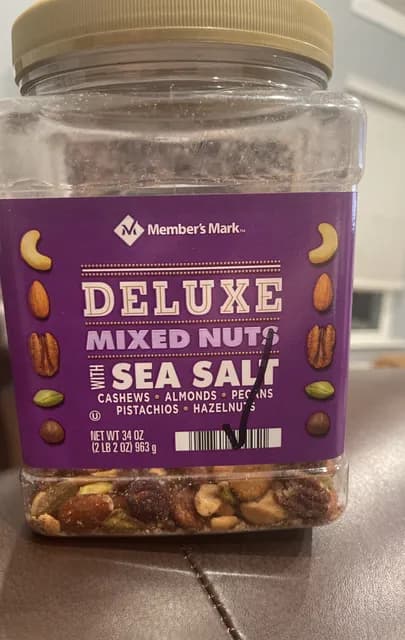 Member's Mark™
DELUXE
MIXED NUTS
WITH SEA SALT
CASHEWS • ALMONDS • PECANS
PISTACHIOS • HAZELNUTS
U
NET WT 34 OZ
(2 LB 2 OZ) 963 g